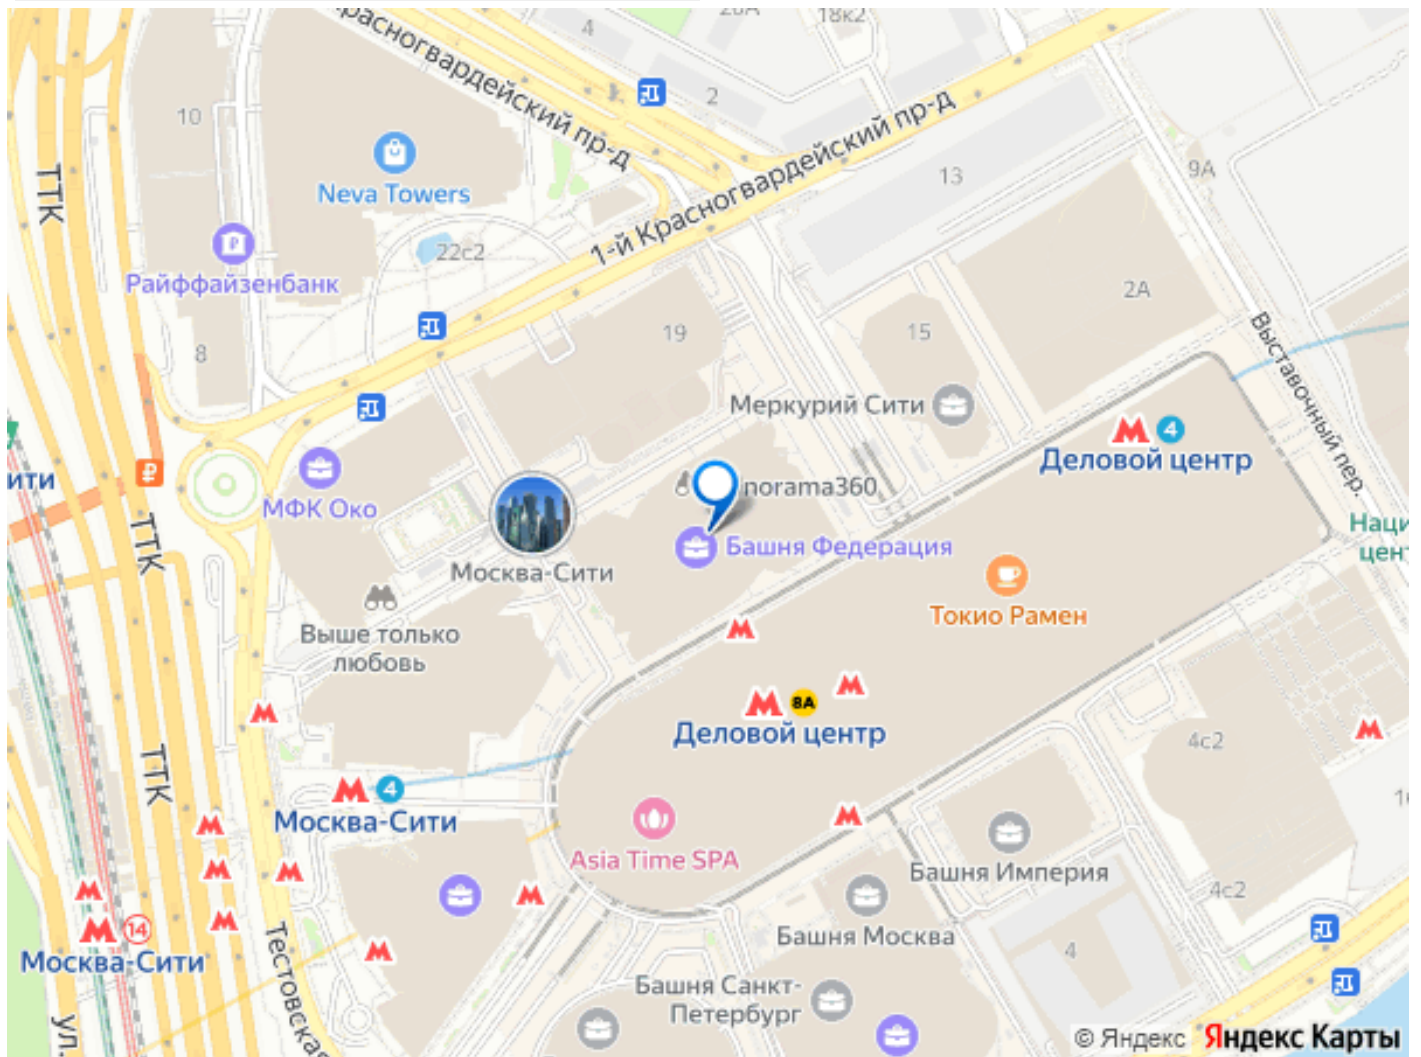 Красногвардейский пр-д
4
18к2
2
10
ТТК
Neva Towers
1-й Красногвардейский пр-д
13
9А
22с2
Райффайзенбанк
2А
19
15
8
Выставочный пер.
Меркурий Сити
4
Деловой центр
norama360
ити
МФК Око
Башня Федерация
Наци
цент
Москва-Сити
ТТК
Токио Рамен
Выше только
любовь
8А
Деловой центр
4с2
ТТК
4
Москва-Сити
Asia Time SPA
Башня Империя
4с2
14
Москва-Сити
Башня Москва
4
Тестовская
Башня Санкт-
Петербург
ул.
© Яндекс Яндекс Карты